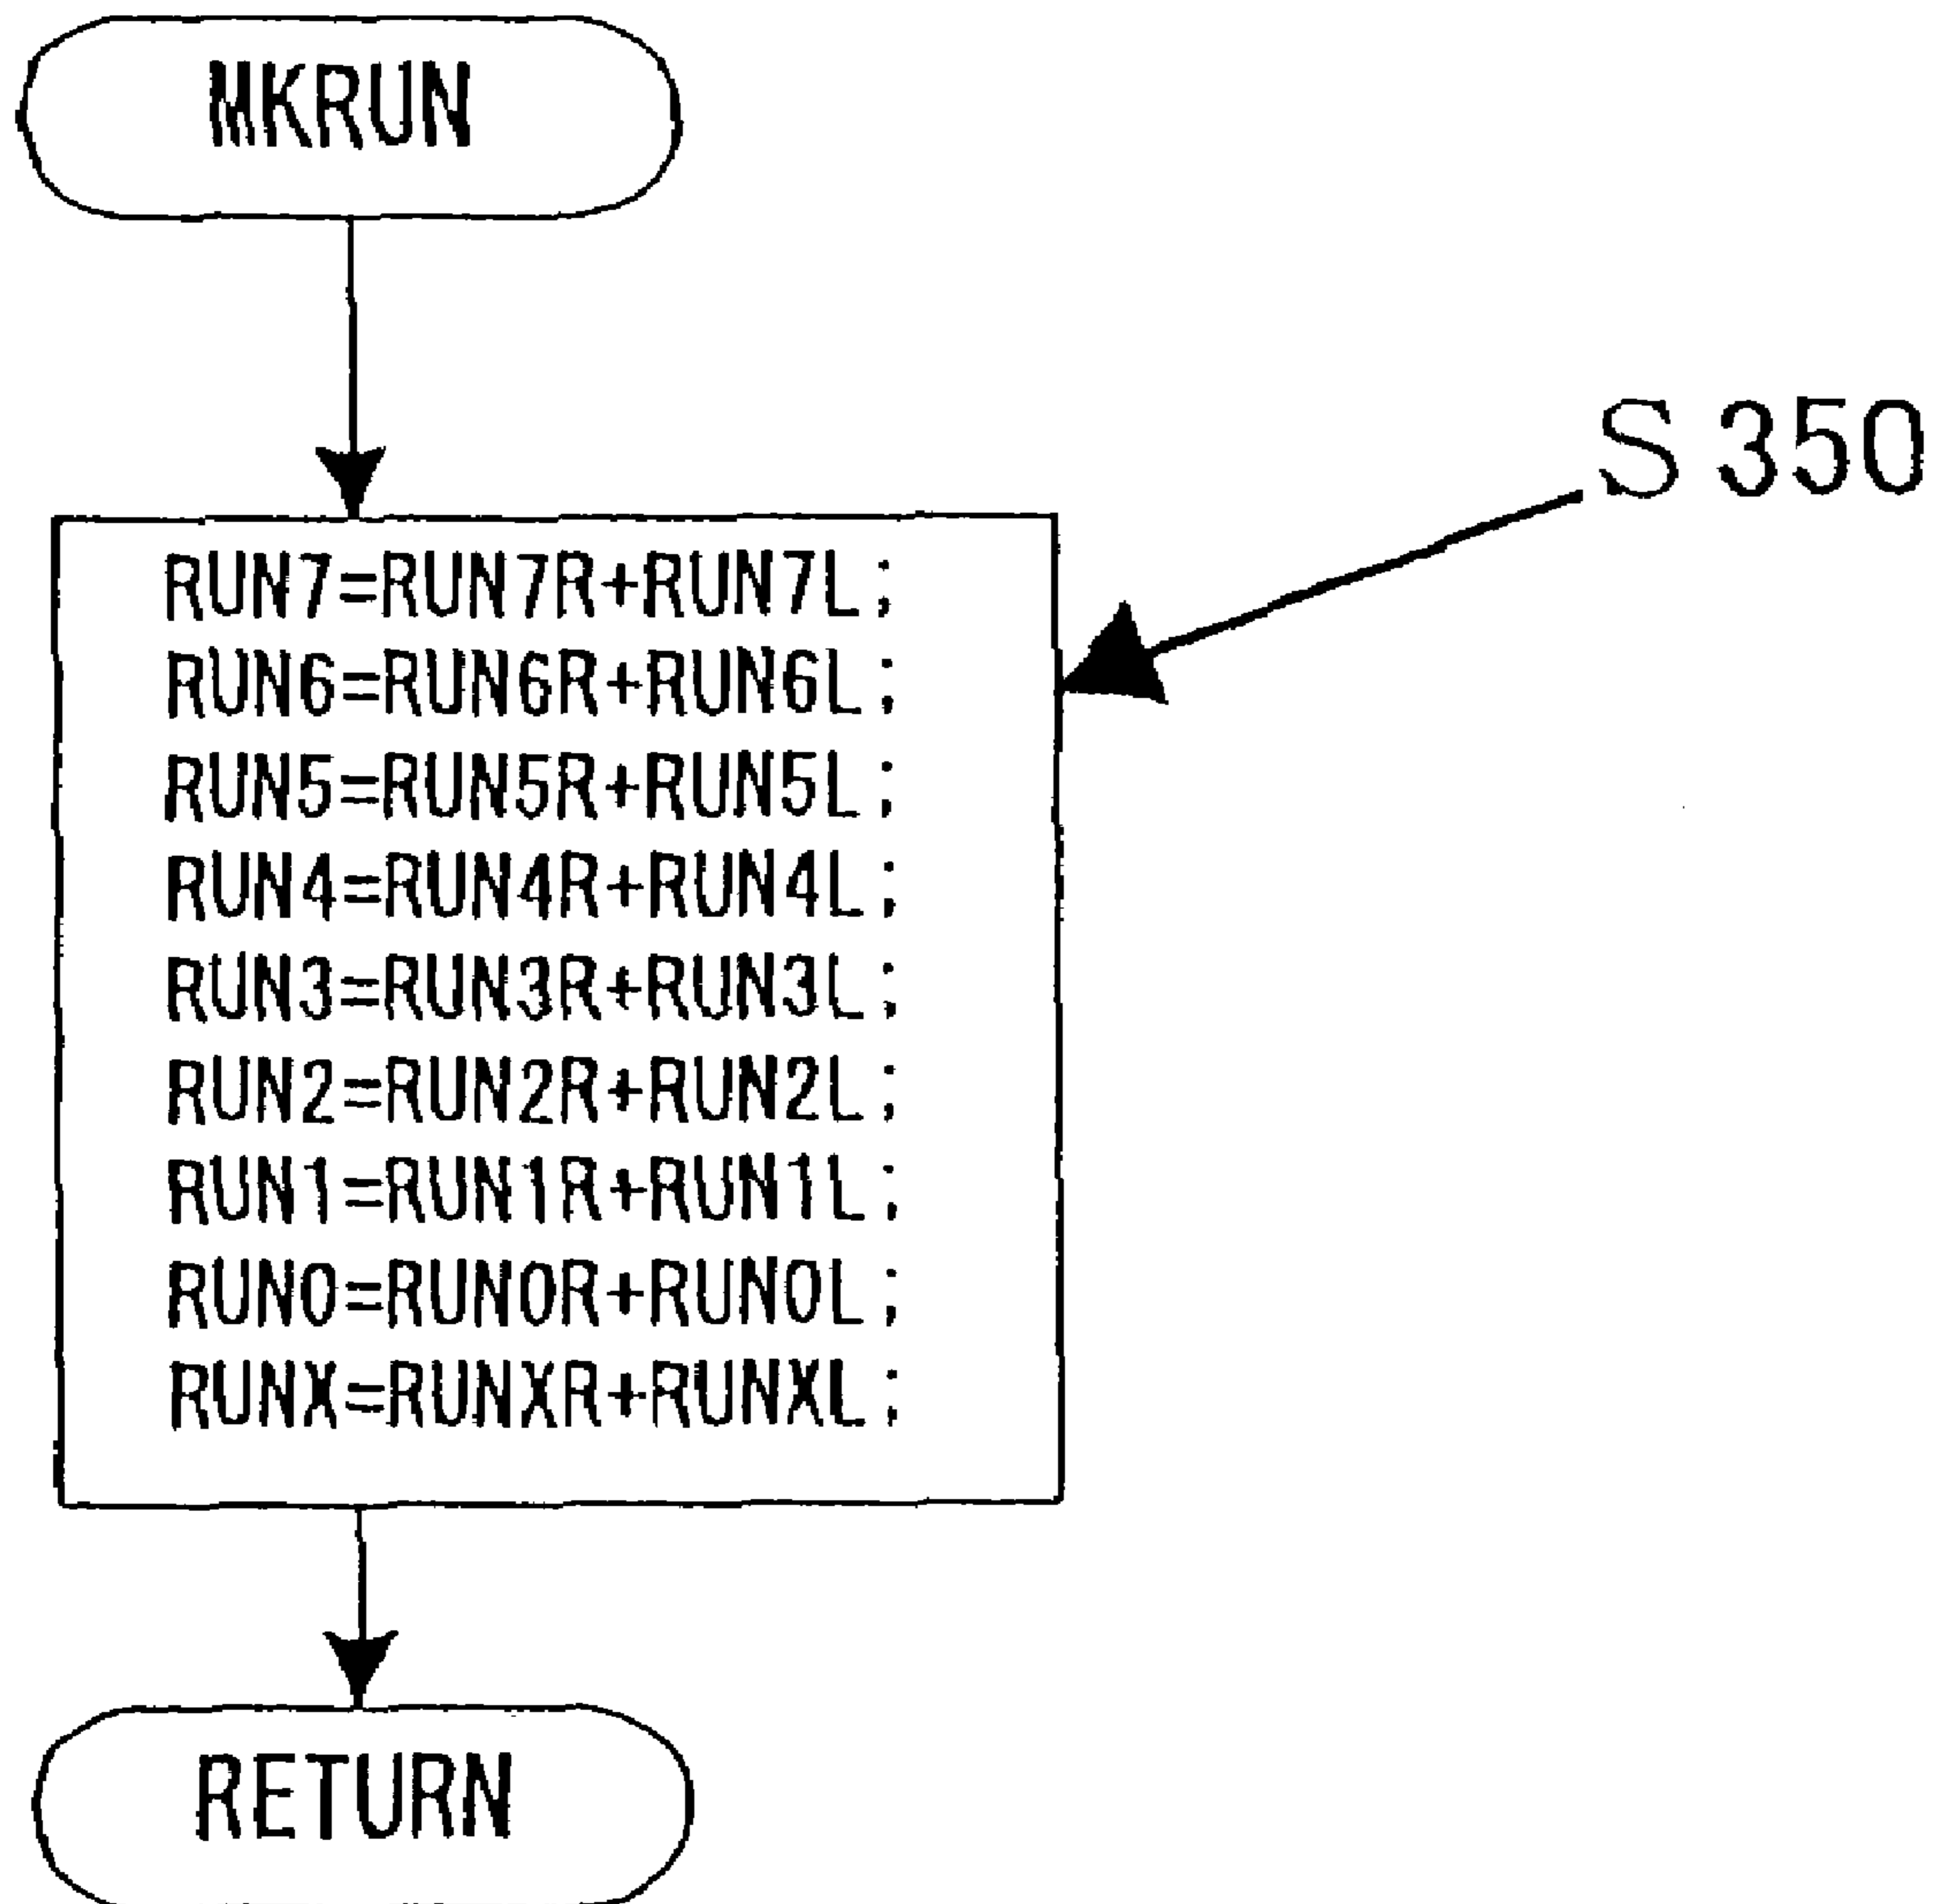 MKRUN
S 350
RUN7=RUN7R+RUN7L;
RUN6=RUN6R+RUN6L;
RUN5=RUN5R+RUN5L;
RUN4=RUN4R+RUN4L;
RUN3=RUN3R+RUN3L;
RUN2=RUN2R+RUN2L;
RUN1=RUN1R+RUN1L;
RUN0=RUN0R+RUN0L;
RUNX=RUNXR+RUNXL;
RETURN